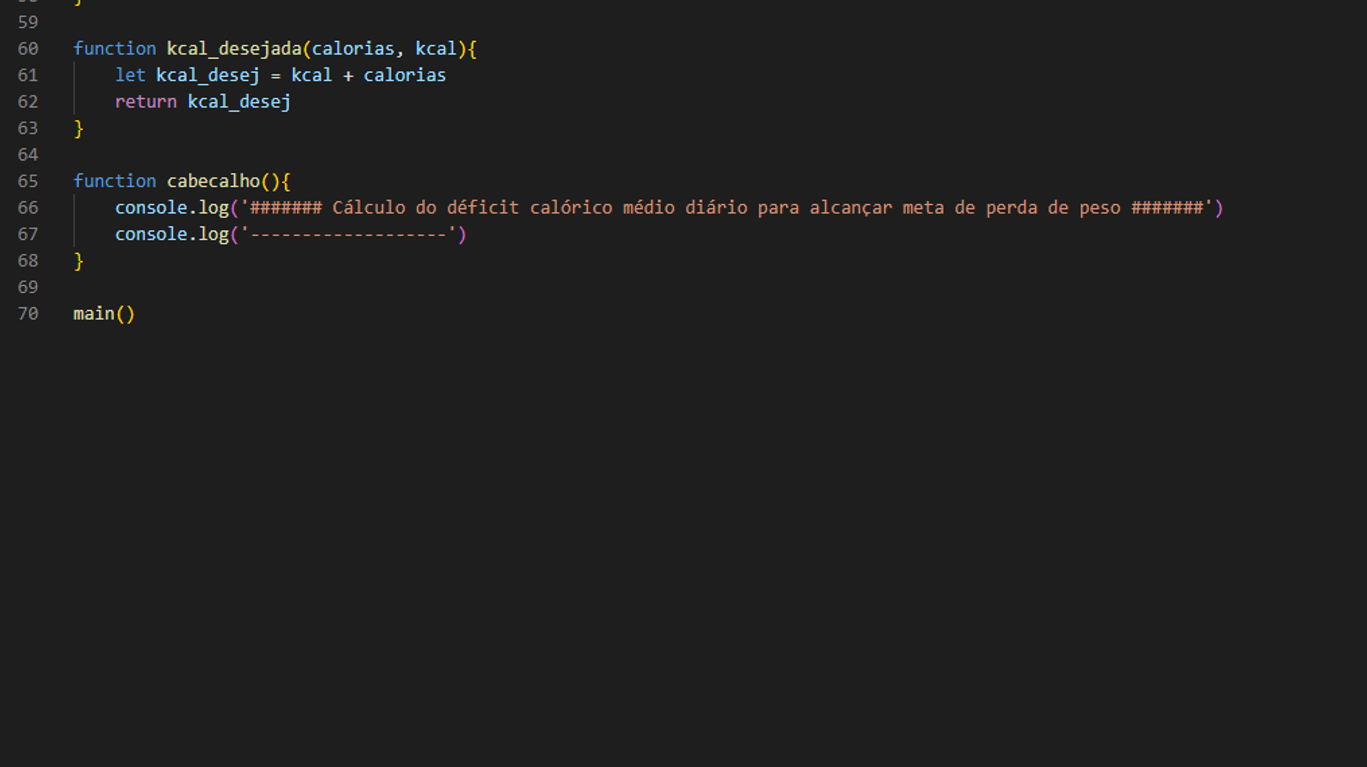 59
60 function kcal_desejada(calorias, kcal){
61 let kcal_desej = kcal + calorias
62 return kcal_desej
63 }
64
65 function cabecalho(){
66 console.log('####### Cálculo do déficit calórico médio diário para alcançar meta de perda de peso #######')
67 console.log('-------------------')
68 }
69
70 main()